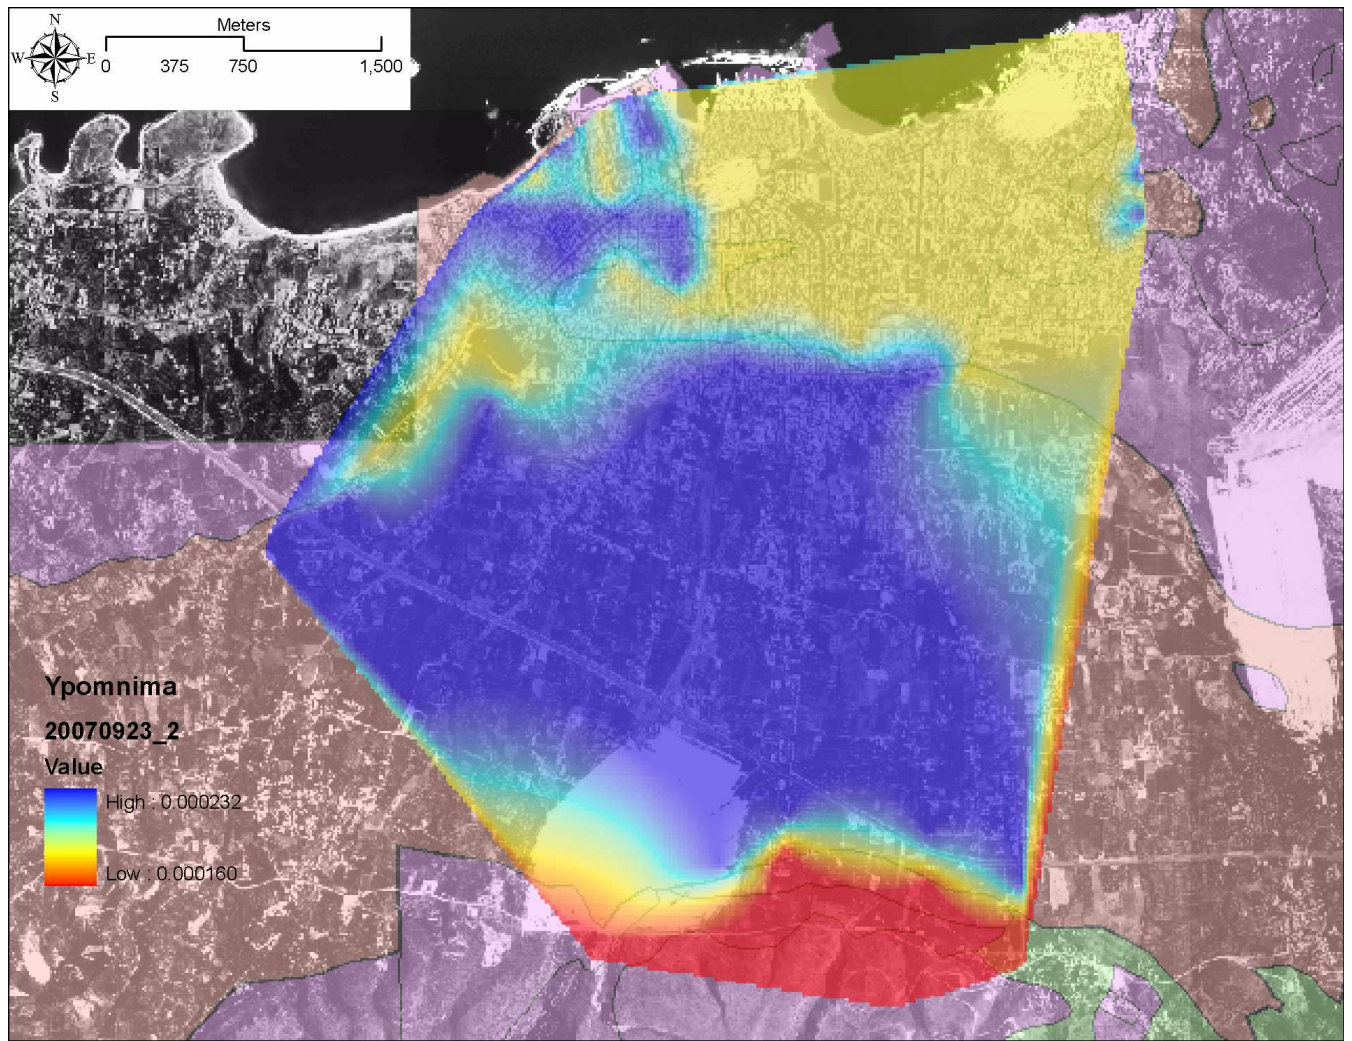 N
Meters
W E
0 375 750 1,500
S
Ypomnima
20070923_2
Value
High : 0.000232
Low : 0.000160